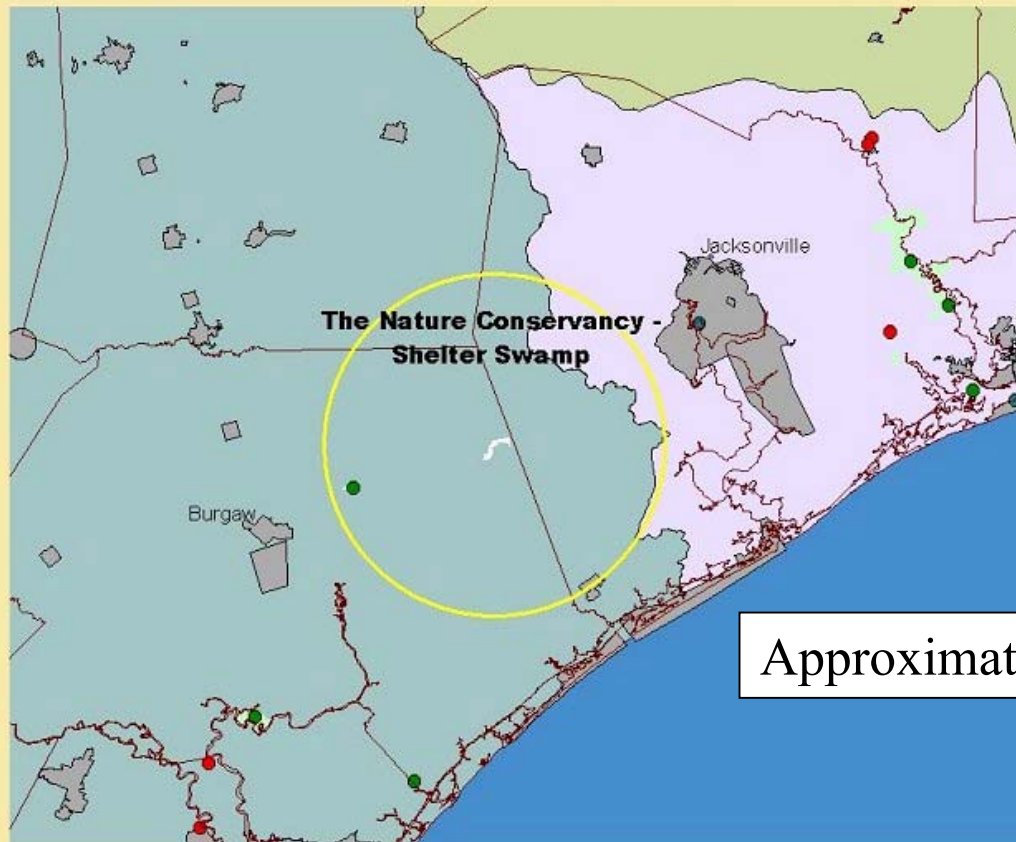 Jacksonville
The Nature Conservancy -
Shelter Swamp
Burgaw
Approximat